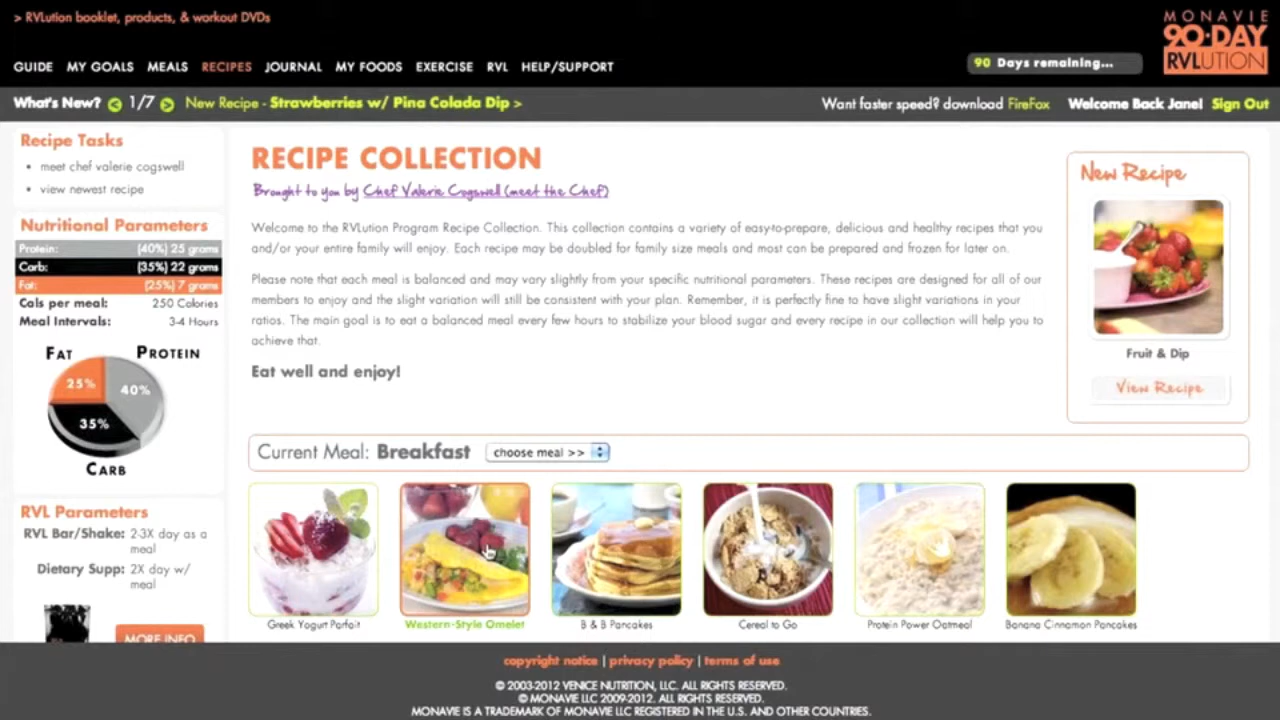 > RVLution booklet, products, & workout DVDs
MONAVIE
90·DAY
RVLUTION
GUIDE MY GOALS MEALS RECIPES JOURNAL MY FOODS EXERCISE RVL HELP/SUPPORT
90 Days remaining...
What's New? < 1/7 > New Recipe - Strawberries w/ Pina Colada Dip >
Want faster speed? download FireFox Welcome Back Jane! Sign Out
Recipe Tasks
• meet chef valerie cogswell
• view newest recipe
Nutritional Parameters
Protein: (40%) 25 grams
Carb: (35%) 22 grams
Fat: (25%) 7 grams
Cals per meal: 250 Calories
Meal Intervals: 3-4 Hours
FAT PROTEIN
25% 40%
35%
CARB
RVL Parameters
RVL Bar/Shake: 2-3X day as a
meal
Dietary Supp: 2X day w/
meal
MORE INFO
RECIPE COLLECTION
Brought to you by Chef Valerie Cogswell (meet the Chef)
Welcome to the RVLution Program Recipe Collection. This collection contains a variety of easy-to-prepare, delicious and healthy recipes that you
and/or your entire family will enjoy. Each recipe may be doubled for family size meals and most can be prepared and frozen for later on.
Please note that each meal is balanced and may vary slightly from your specific nutritional parameters. These recipes are designed for all of our
members to enjoy and the slight variation will still be consistent with your plan. Remember, it is perfectly fine to have slight variations in your
ratios. The main goal is to eat a balanced meal every few hours to stabilize your blood sugar and every recipe in our collection will help you to
achieve that.
Eat well and enjoy!
New Recipe
Fruit & Dip
View Recipe
Current Meal: Breakfast choose meal >>
Greek Yogurt Parfait Western-Style Omelet B & B Pancakes Cereal to Go Protein Power Oatmeal Banana Cinnamon Pancakes
copyright notice | privacy policy | terms of use
© 2003-2012 VENICE NUTRITION, LLC. ALL RIGHTS RESERVED.
© MONAVIE LLC 2009-2012. ALL RIGHTS RESERVED.
MONAVIE IS A TRADEMARK OF MONAVIE LLC REGISTERED IN THE U.S. AND OTHER COUNTRIES.